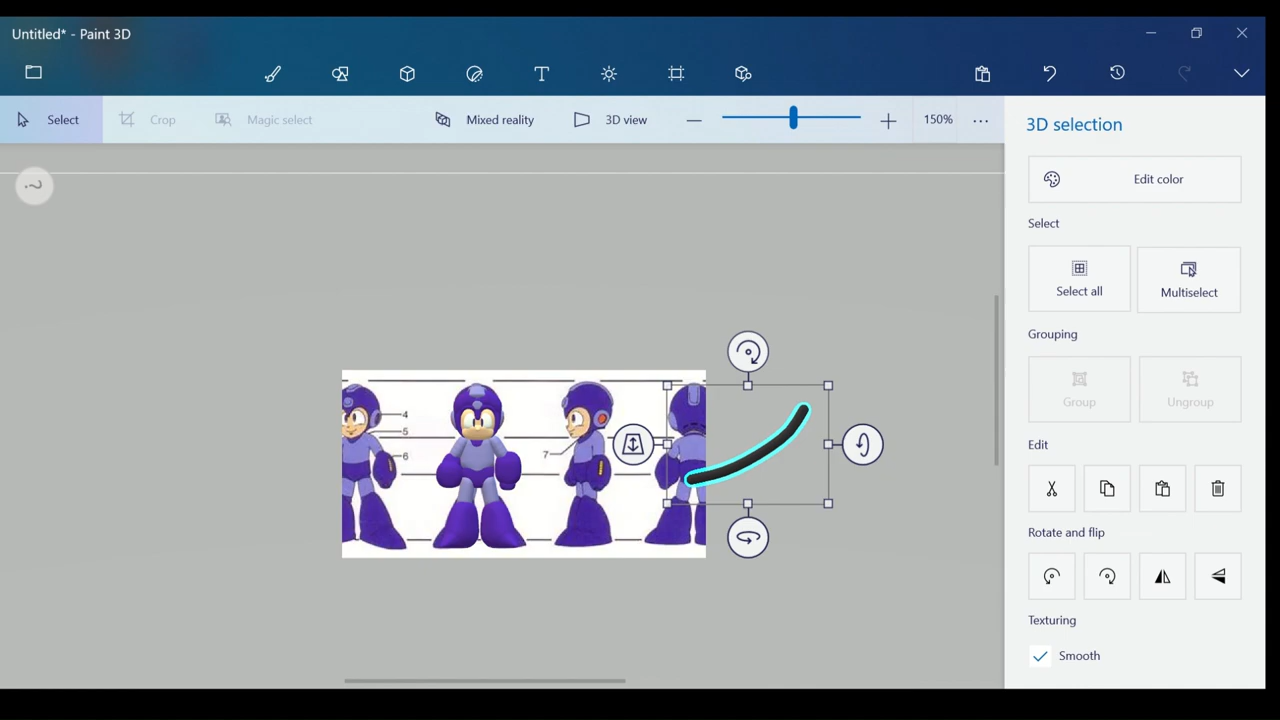 Untitled* - Paint 3D
Select
Crop
Magic select
Mixed reality
3D view
150%
3D selection
Edit color
Select
Select all
Multiselect
Grouping
Group
Ungroup
Edit
Rotate and flip
Texturing
Smooth
4
5
6
7